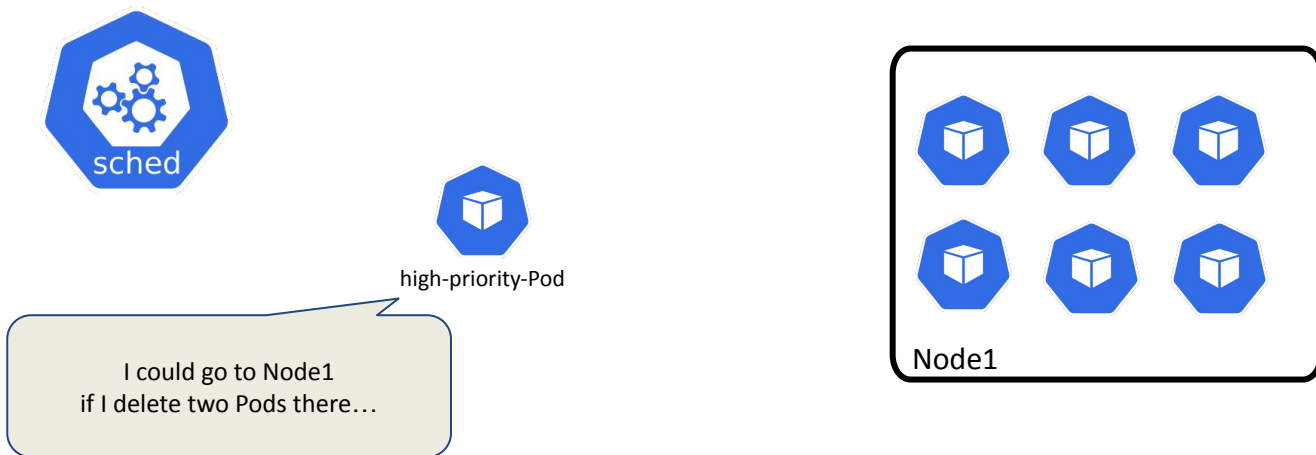 sched
high-priority-Pod
I could go to Node1
if I delete two Pods there…
Node1